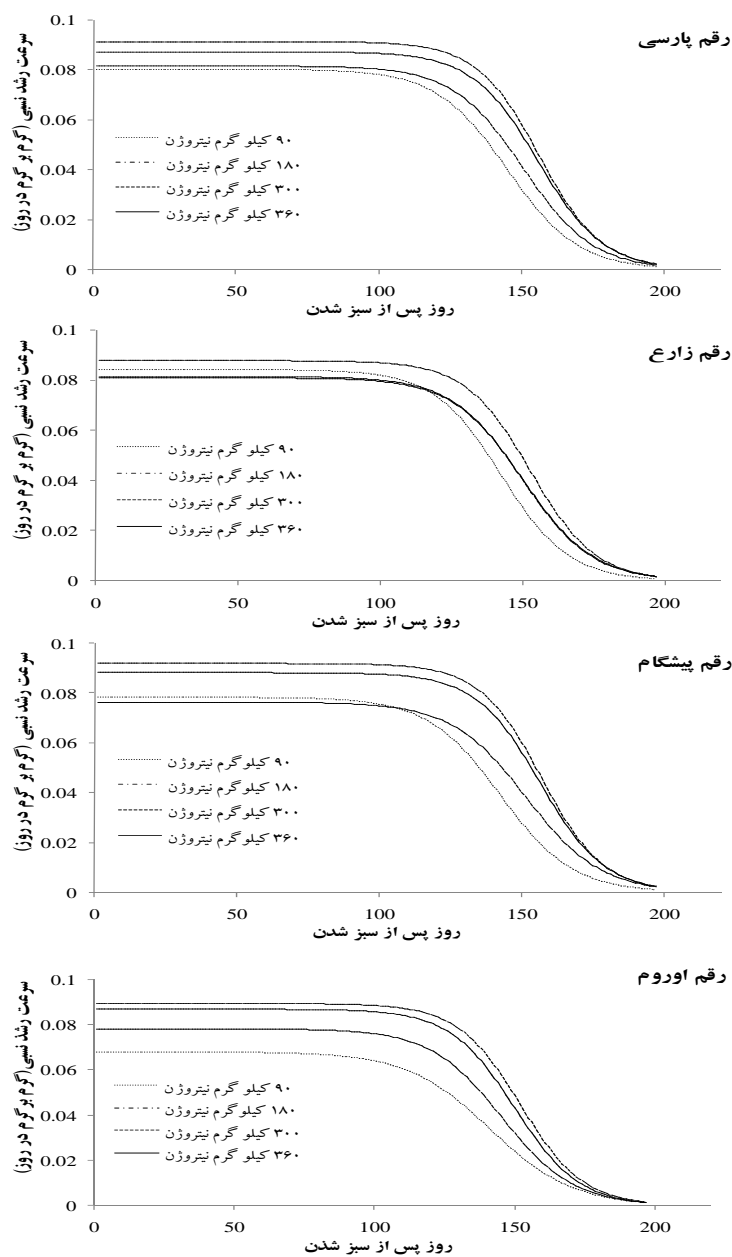 رقم پارسی
سرعت رشد نسبی (گرم بر گرم در روز)
0.1
0.08
0.06
0.04
0.02
0
۹۰ کیلو گرم نیتروژن
۱۸۰ کیلو گرم نیتروژن
۳۰۰ کیلو گرم نیتروژن
۳۶۰ کیلو گرم نیتروژن
0 50 100 150 200
روز پس از سبز شدن
رقم زارع
سرعت رشد نسبی (گرم بر گرم در روز)
0.1
0.08
0.06
0.04
0.02
0
۹۰ کیلو گرم نیتروژن
۱۸۰ کیلو گرم نیتروژن
۳۰۰ کیلو گرم نیتروژن
۳۶۰ کیلو گرم نیتروژن
0 50 100 150 200
روز پس از سبز شدن
رقم پیشگام
سرعت رشد نسبی (گرم بر گرم در روز)
0.1
0.08
0.06
0.04
0.02
0
۹۰ کیلو گرم نیتروژن
۱۸۰ کیلو گرم نیتروژن
۳۰۰ کیلو گرم نیتروژن
۳۶۰ کیلو گرم نیتروژن
0 50 100 150 200
روز پس از سبز شدن
رقم اوروم
سرعت رشد نسبی (گرم بر گرم در روز)
0.1
0.08
0.06
0.04
0.02
0
۹۰ کیلو گرم نیتروژن
۱۸۰ کیلو گرم نیتروژن
۳۰۰ کیلو گرم نیتروژن
۳۶۰ کیلو گرم نیتروژن
0 50 100 150 200
روز پس از سبز شدن